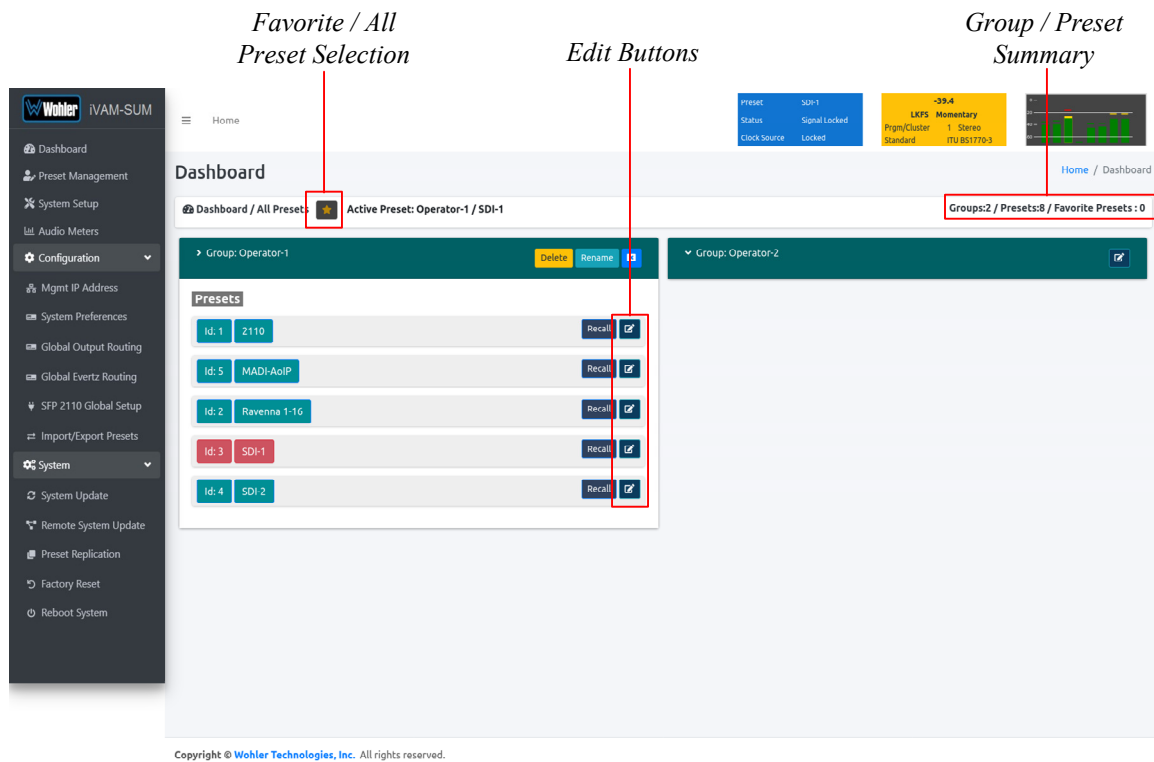 Favorite / All
Preset Selection
Edit Buttons
Group / Preset
Summary
Wohler iVAM-SUM
Dashboard
Preset Management
System Setup
Audio Meters
Configuration
Mgmt IP Address
System Preferences
Global Output Routing
Global Evertz Routing
SFP 2110 Global Setup
Import/Export Presets
System
System Update
Remote System Update
Preset Replication
Factory Reset
Reboot System
Home
Preset SDI-1
Status Signal Locked
Clock Source Locked
-39.4
LKFS Momentary
Prgm/Cluster 1 Stereo
Standard ITU BS1770-3
Dashboard
Home / Dashboard
Dashboard / All Presets Active Preset: Operator-1 / SDI-1
Groups:2 / Presets:8 / Favorite Presets : 0
Group: Operator-1 Delete Rename
Presets
Id: 1 2110 Recall
Id: 5 MADI-AoIP Recall
Id: 2 Ravenna 1-16 Recall
Id: 3 SDI-1 Recall
Id: 4 SDI-2 Recall
Group: Operator-2
Copyright © Wohler Technologies, Inc. All rights reserved.